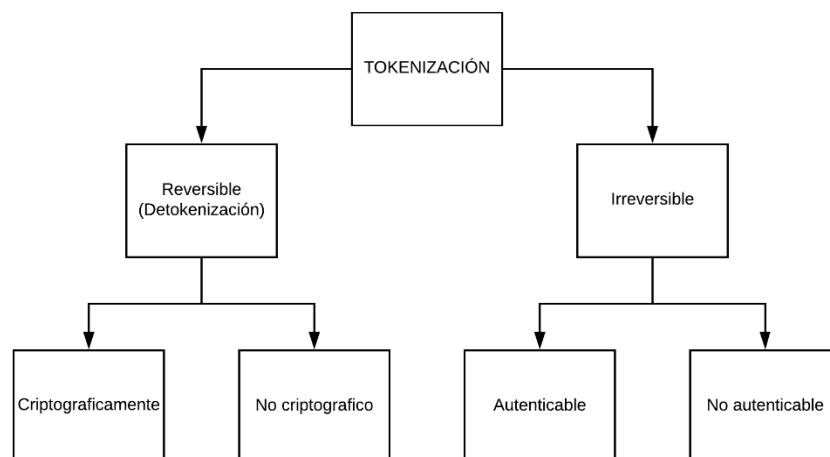 TOKENIZACIÓN
Reversible
(Detokenización)
Irreversible
Criptograficamente
No criptografico
Autenticable
No autenticable